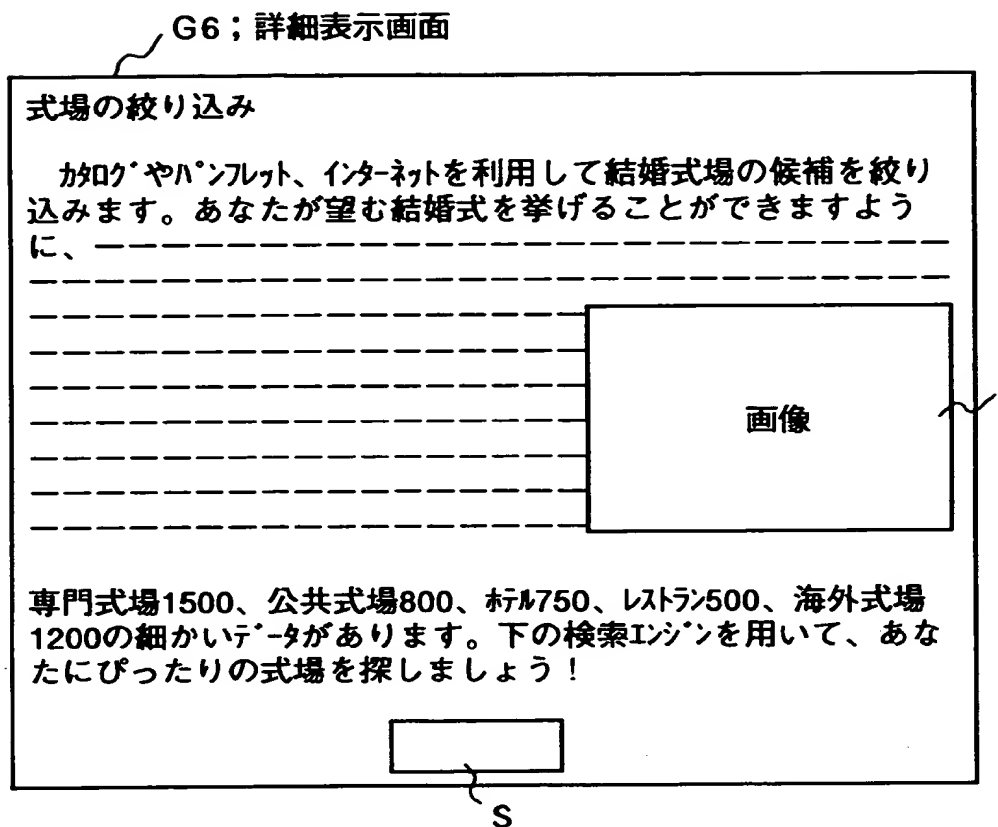 G6；詳細表示画面
式場の絞り込み
ｶﾀﾛｸﾞやﾊﾟﾝﾌﾚｯﾄ、ｲﾝﾀｰﾈｯﾄを利用して結婚式場の候補を絞り
込みます。あなたが望む結婚式を挙げることができますよう
に、
画像
専門式場1500、公共式場800、ﾎﾃﾙ750、ﾚｽﾄﾗﾝ500、海外式場
1200の細かいﾃﾞｰﾀがあります。下の検索ｴﾝｼﾞﾝを用いて、あな
たにぴったりの式場を探しましょう！
S